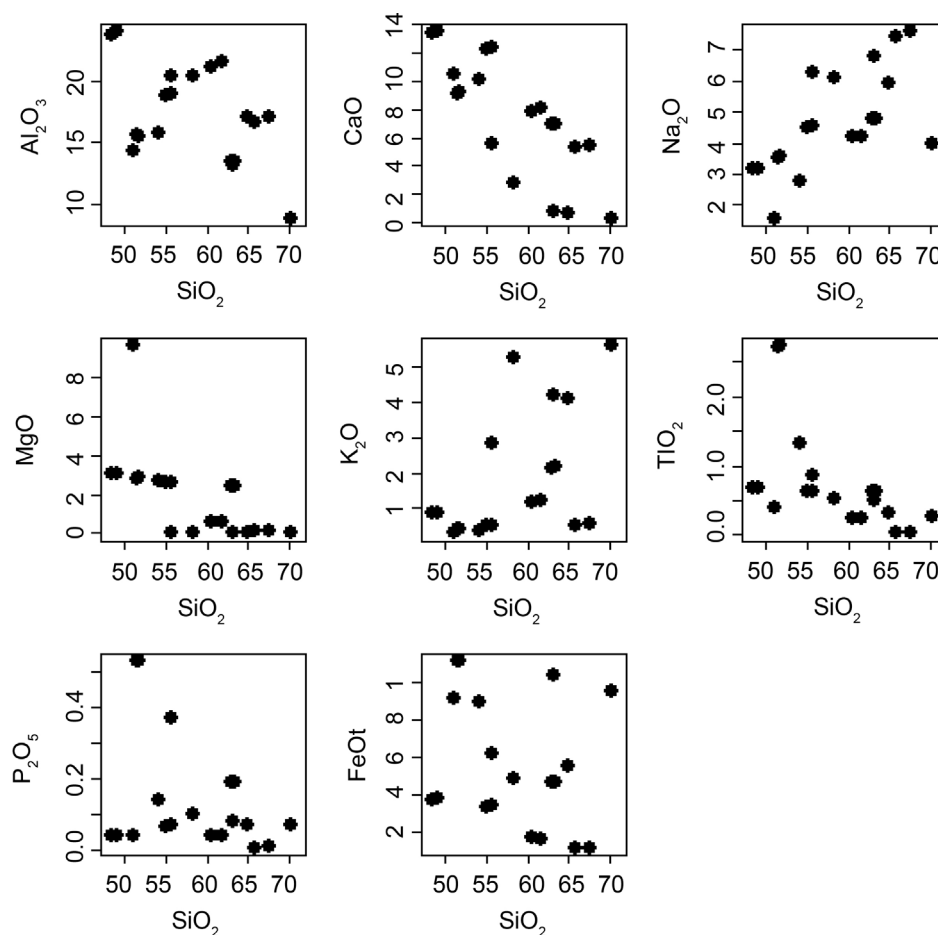 Al₂O₃
10 15 20
50 55 60 65 70
SiO₂
CaO
0 2 4 6 8 10 12 14
50 55 60 65 70
SiO₂
Na₂O
2 3 4 5 6 7
50 55 60 65 70
SiO₂
MgO
0 2 4 6 8
50 55 60 65 70
SiO₂
K₂O
1 2 3 4 5
50 55 60 65 70
SiO₂
TIO₂
0.0 1.0 2.0
50 55 60 65 70
SiO₂
P₂O₅
0.0 0.2 0.4
50 55 60 65 70
SiO₂
FeOt
2 4 6 8 1
50 55 60 65 70
SiO₂